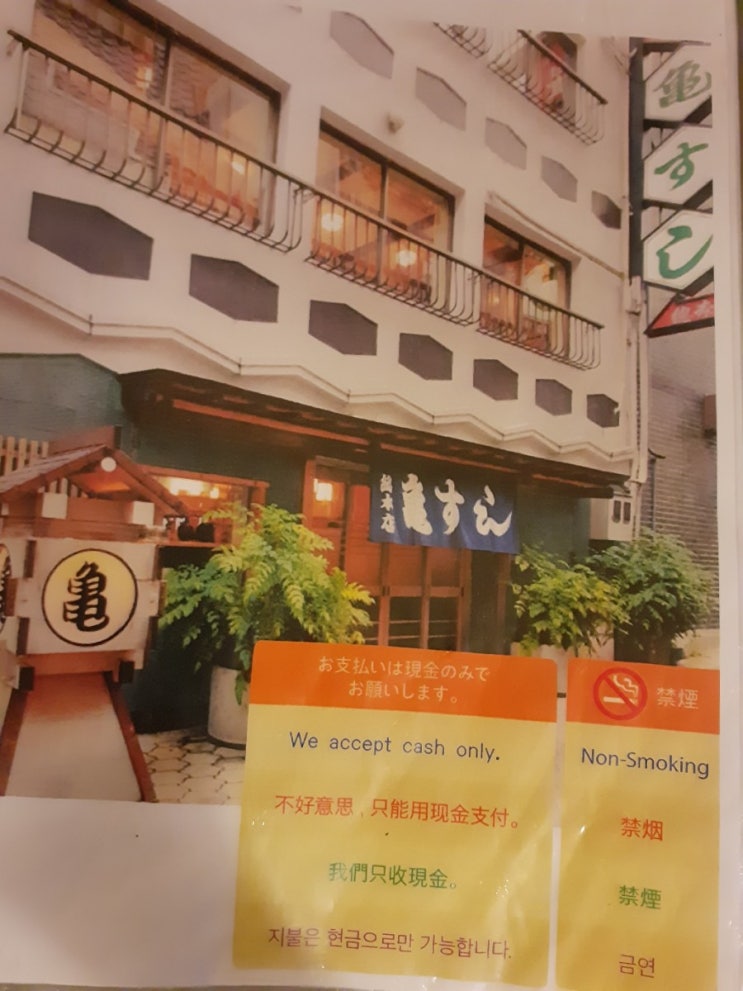 亀すし
総本店
亀すし
亀
お支払いは現金のみで
お願いします。
We accept cash only.
不好意思，只能用现金支付。
我們只收現金。
지불은 현금으로만 가능합니다.
禁煙
Non-Smoking
禁烟
禁煙
금연